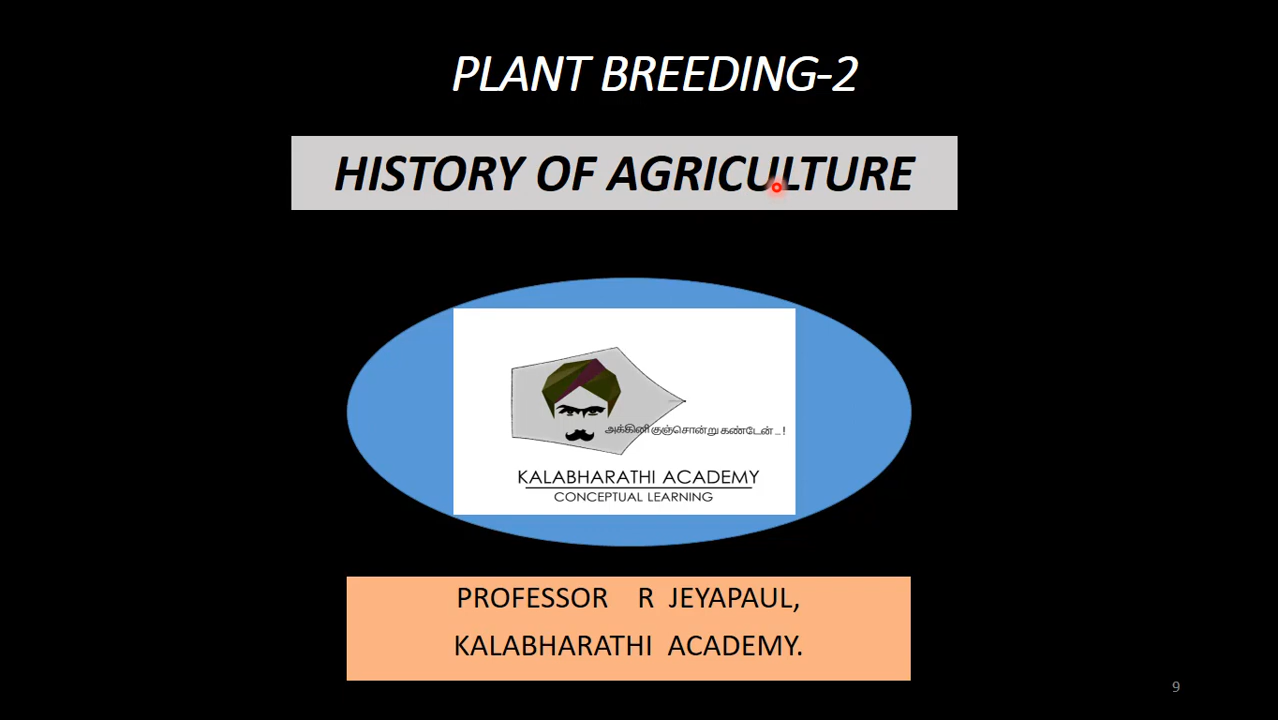 PLANT BREEDING-2
HISTORY OF AGRICULTURE
அக்கினி குஞ்சொன்று கண்டேன் ...!
KALABHARATHI ACADEMY
CONCEPTUAL LEARNING
PROFESSOR R JEYAPAUL,
KALABHARATHI ACADEMY.
9